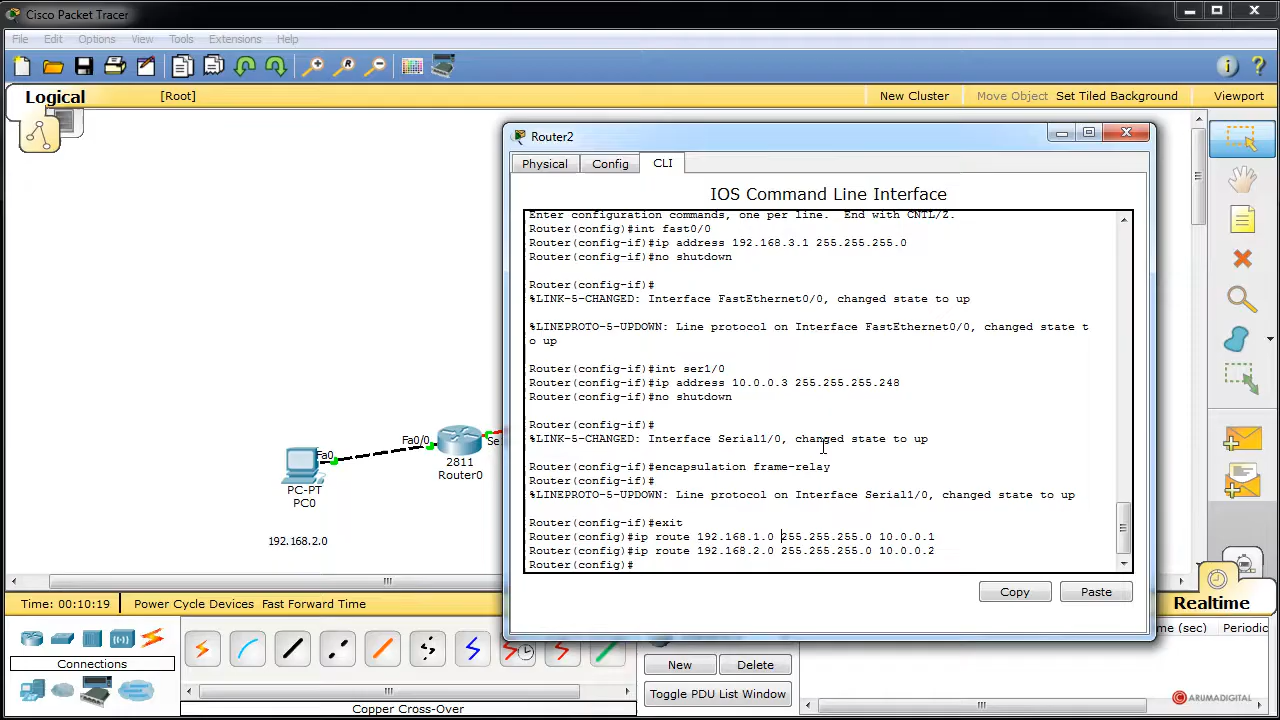 Cisco Packet Tracer
File Edit Options View Tools Extensions Help
Logical [Root] New Cluster Move Object Set Tiled Background Viewport
Router2
Physical Config CLI
IOS Command Line Interface
Enter configuration commands, one per line.  End with CNTL/Z.
Router(config)#int fast0/0
Router(config-if)#ip address 192.168.3.1 255.255.255.0
Router(config-if)#no shutdown
Router(config-if)#
%LINK-5-CHANGED: Interface FastEthernet0/0, changed state to up
%LINEPROTO-5-UPDOWN: Line protocol on Interface FastEthernet0/0, changed state t
o up
Router(config-if)#int ser1/0
Router(config-if)#ip address 10.0.0.3 255.255.255.248
Router(config-if)#no shutdown
Router(config-if)#
%LINK-5-CHANGED: Interface Serial1/0, changed state to up
Router(config-if)#encapsulation frame-relay
Router(config-if)#
%LINEPROTO-5-UPDOWN: Line protocol on Interface Serial1/0, changed state to up
Router(config-if)#exit
Router(config)#ip route 192.168.1.0 255.255.255.0 10.0.0.1
Router(config)#ip route 192.168.2.0 255.255.255.0 10.0.0.2
Router(config)#
Copy Paste
Fa0/0 Se
Fa0
2811
Router0
PC-PT
PC0
192.168.2.0
Time: 00:10:19 Power Cycle Devices Fast Forward Time Realtime
(sec) Periodic
Connections
New Delete
Toggle PDU List Window
Copper Cross-Over
CARUMADIGITAL